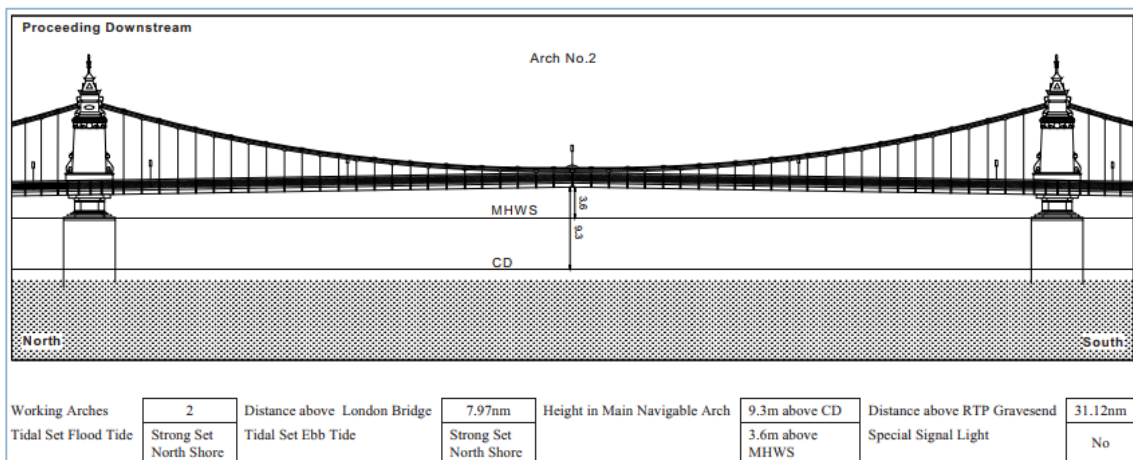 Proceeding Downstream
Arch No.2
MHWS
3.6
9.3
CD
North
South
Working Arches 2 Distance above London Bridge 7.97nm Height in Main Navigable Arch 9.3m above CD Distance above RTP Gravesend 31.12nm
Tidal Set Flood Tide Strong Set North Shore Tidal Set Ebb Tide Strong Set North Shore 3.6m above MHWS Special Signal Light No